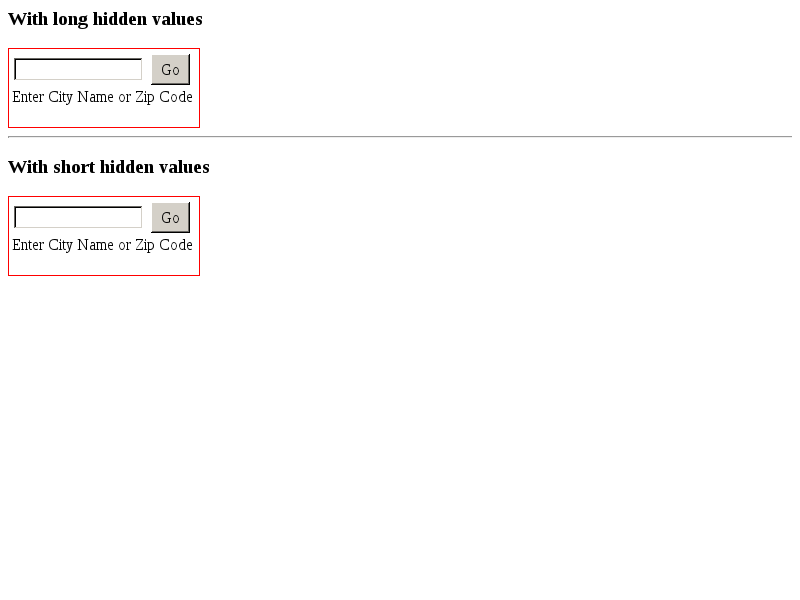 With long hidden values
Go
Enter City Name or Zip Code
With short hidden values
Go
Enter City Name or Zip Code